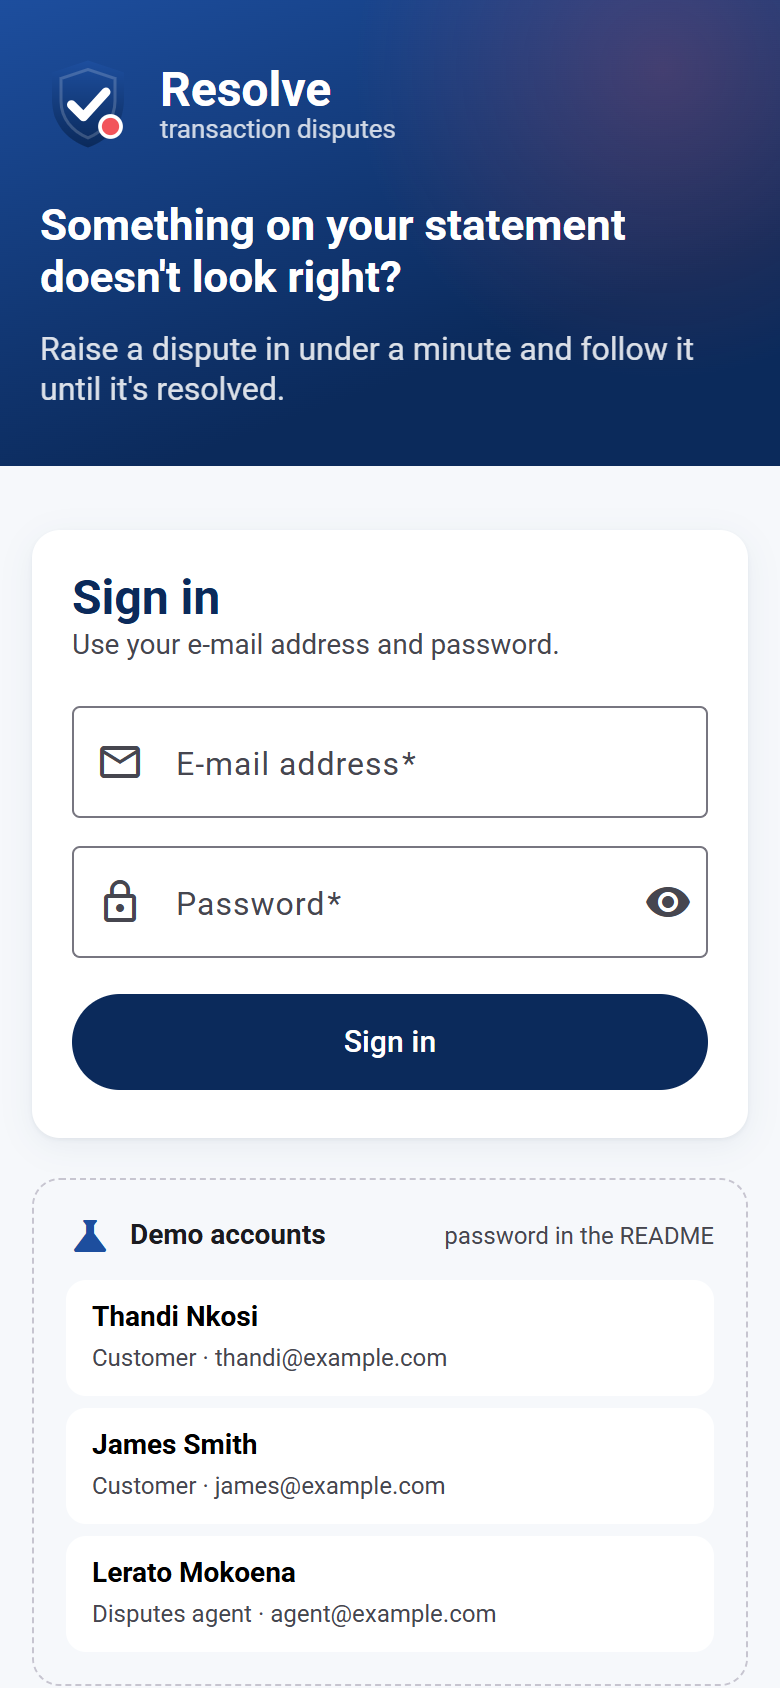 Resolve
transaction disputes
Something on your statement
doesn't look right?
Raise a dispute in under a minute and follow it
until it's resolved.
Sign in
Use your e-mail address and password.
E-mail address*
Password*
Sign in
Demo accounts
password in the README
Thandi Nkosi
Customer · thandi@example.com
James Smith
Customer · james@example.com
Lerato Mokoena
Disputes agent · agent@example.com